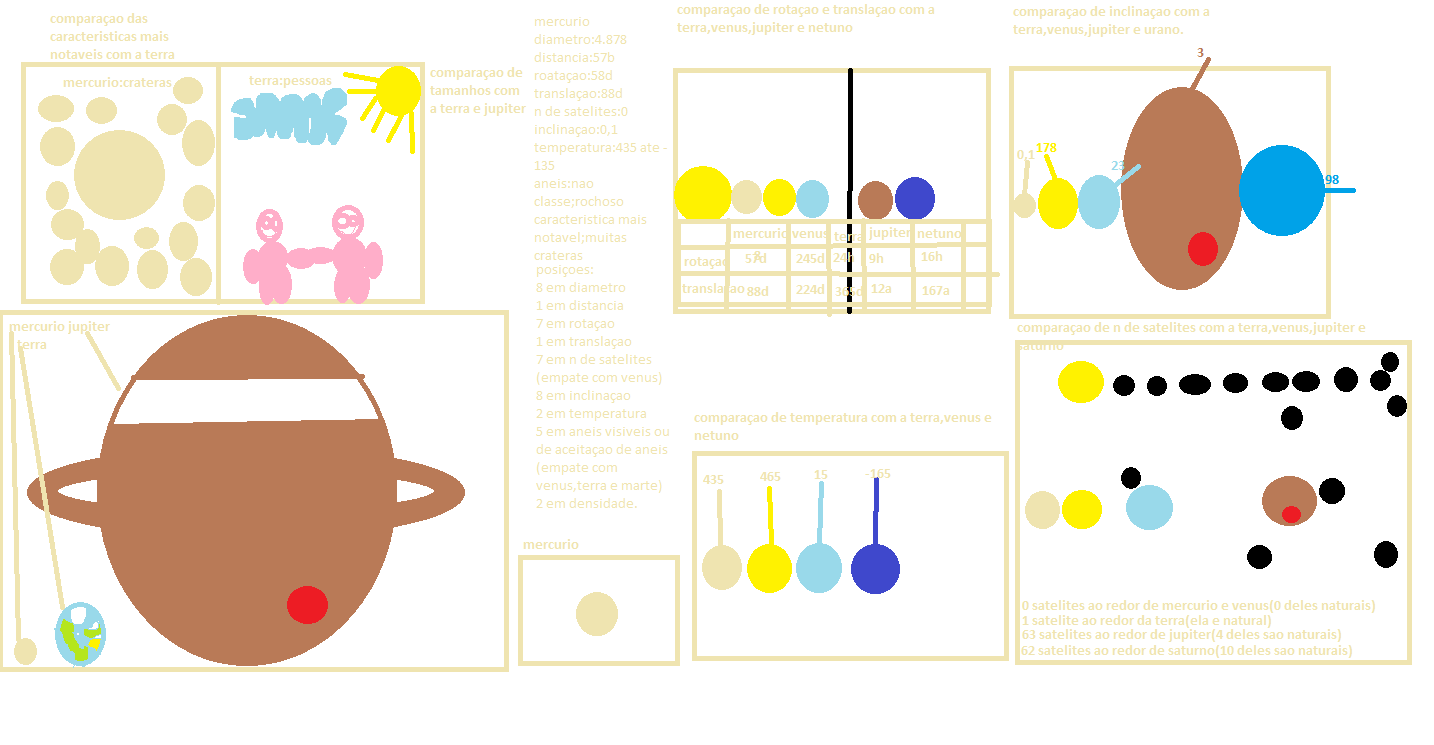 comparaçao das
caracteristicas mais
notaveis com a terra
mercurio:crateras
terra:pessoas
comparaçao de
tamanhos com
a terra e jupiter
mercurio jupiter
terra
mercurio
diametro:4.878
distancia:57b
roataçao:58d
translaçao:88d
n de satelites:0
inclinaçao:0,1
temperatura:435 ate -
135
aneis:nao
classe;rochoso
caracteristica mais
notavel;muitas
crateras
posiçoes:
8 em diametro
1 em distancia
7 em rotaçao
1 em translaçao
7 em n de satelites
(empate com venus)
8 em inclinaçao
2 em temperatura
5 em aneis visiveis ou
de aceitaçao de aneis
(empate com
venus,terra e marte)
2 em densidade.
mercurio
comparaçao de rotaçao e translaçao com a
terra,venus,jupiter e netuno
mercurio venus terra jupiter netuno
rotaçao 245d 24h 9h 16h
translaçao 88d 224d 365d 12a 167a
comparaçao de temperatura com a terra,venus e
netuno
435 465 15 -165
comparaçao de inclinaçao com a
terra,venus,jupiter e urano.
3
0,1 178 23 98
comparaçao de n de satelites com a terra,venus,jupiter e
saturno
0 satelites ao redor de mercurio e venus(0 deles naturais)
1 satelite ao redor da terra(ela e natural)
63 satelites ao redor de jupiter(4 deles sao naturais)
62 satelites ao redor de saturno(10 deles sao naturais)